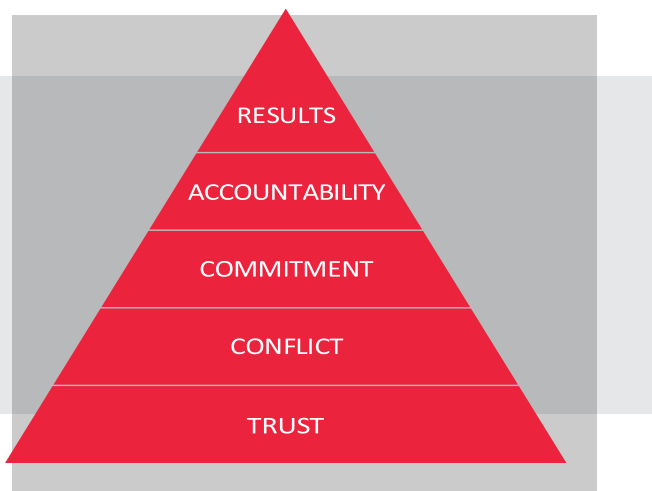 RESULTS
ACCOUNTABILITY
COMMITMENT
CONFLICT
TRUST